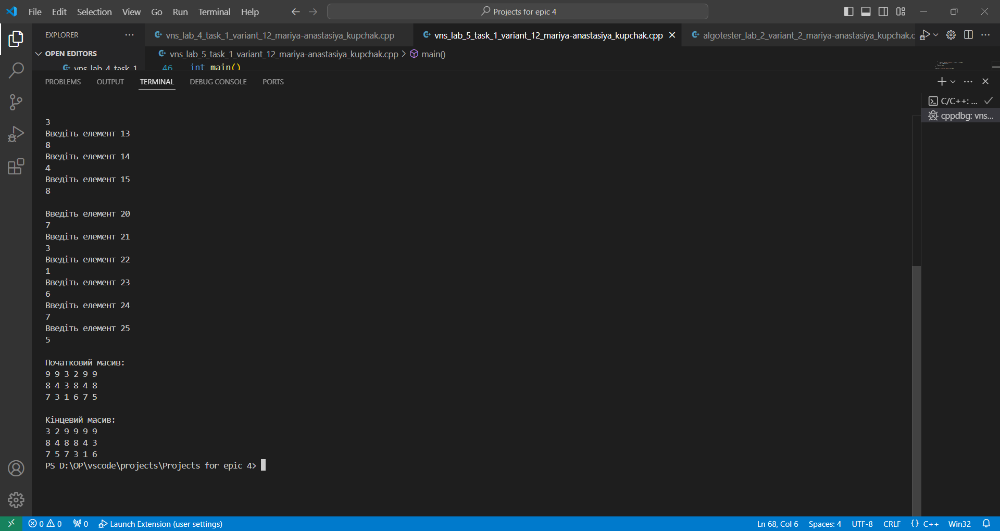 File Edit Selection View Go Run Terminal Help
Projects for epic 4
EXPLORER
vns_lab_4_task_1_variant_12_mariya-anastasiya_kupchak.cpp
vns_lab_5_task_1_variant_12_mariya-anastasiya_kupchak.cpp
algotester_lab_2_variant_2_mariya-anastasiya_kupchak.c
OPEN EDITORS
vns_lab_5_task_1_variant_12_mariya-anastasiya_kupchak.cpp > main()
vns_lab_4_task_1
46 int main()
PROBLEMS OUTPUT TERMINAL DEBUG CONSOLE PORTS
C/C++: ...
cppdbg: vns...
3
Введіть елемент 13
8
Введіть елемент 14
4
Введіть елемент 15
8
Введіть елемент 20
7
Введіть елемент 21
3
Введіть елемент 22
1
Введіть елемент 23
6
Введіть елемент 24
7
Введіть елемент 25
5
Початковий масив:
9 9 3 2 9 9
8 4 3 8 4 8
7 3 1 6 7 5
Кінцевий масив:
3 2 9 9 9 9
8 4 8 8 4 3
7 5 7 3 1 6
PS D:\OP\vscode\projects\Projects for epic 4>
0 0 0 Launch Extension (user settings) Ln 68, Col 6 Spaces: 4 UTF-8 CRLF {} C++ Win32